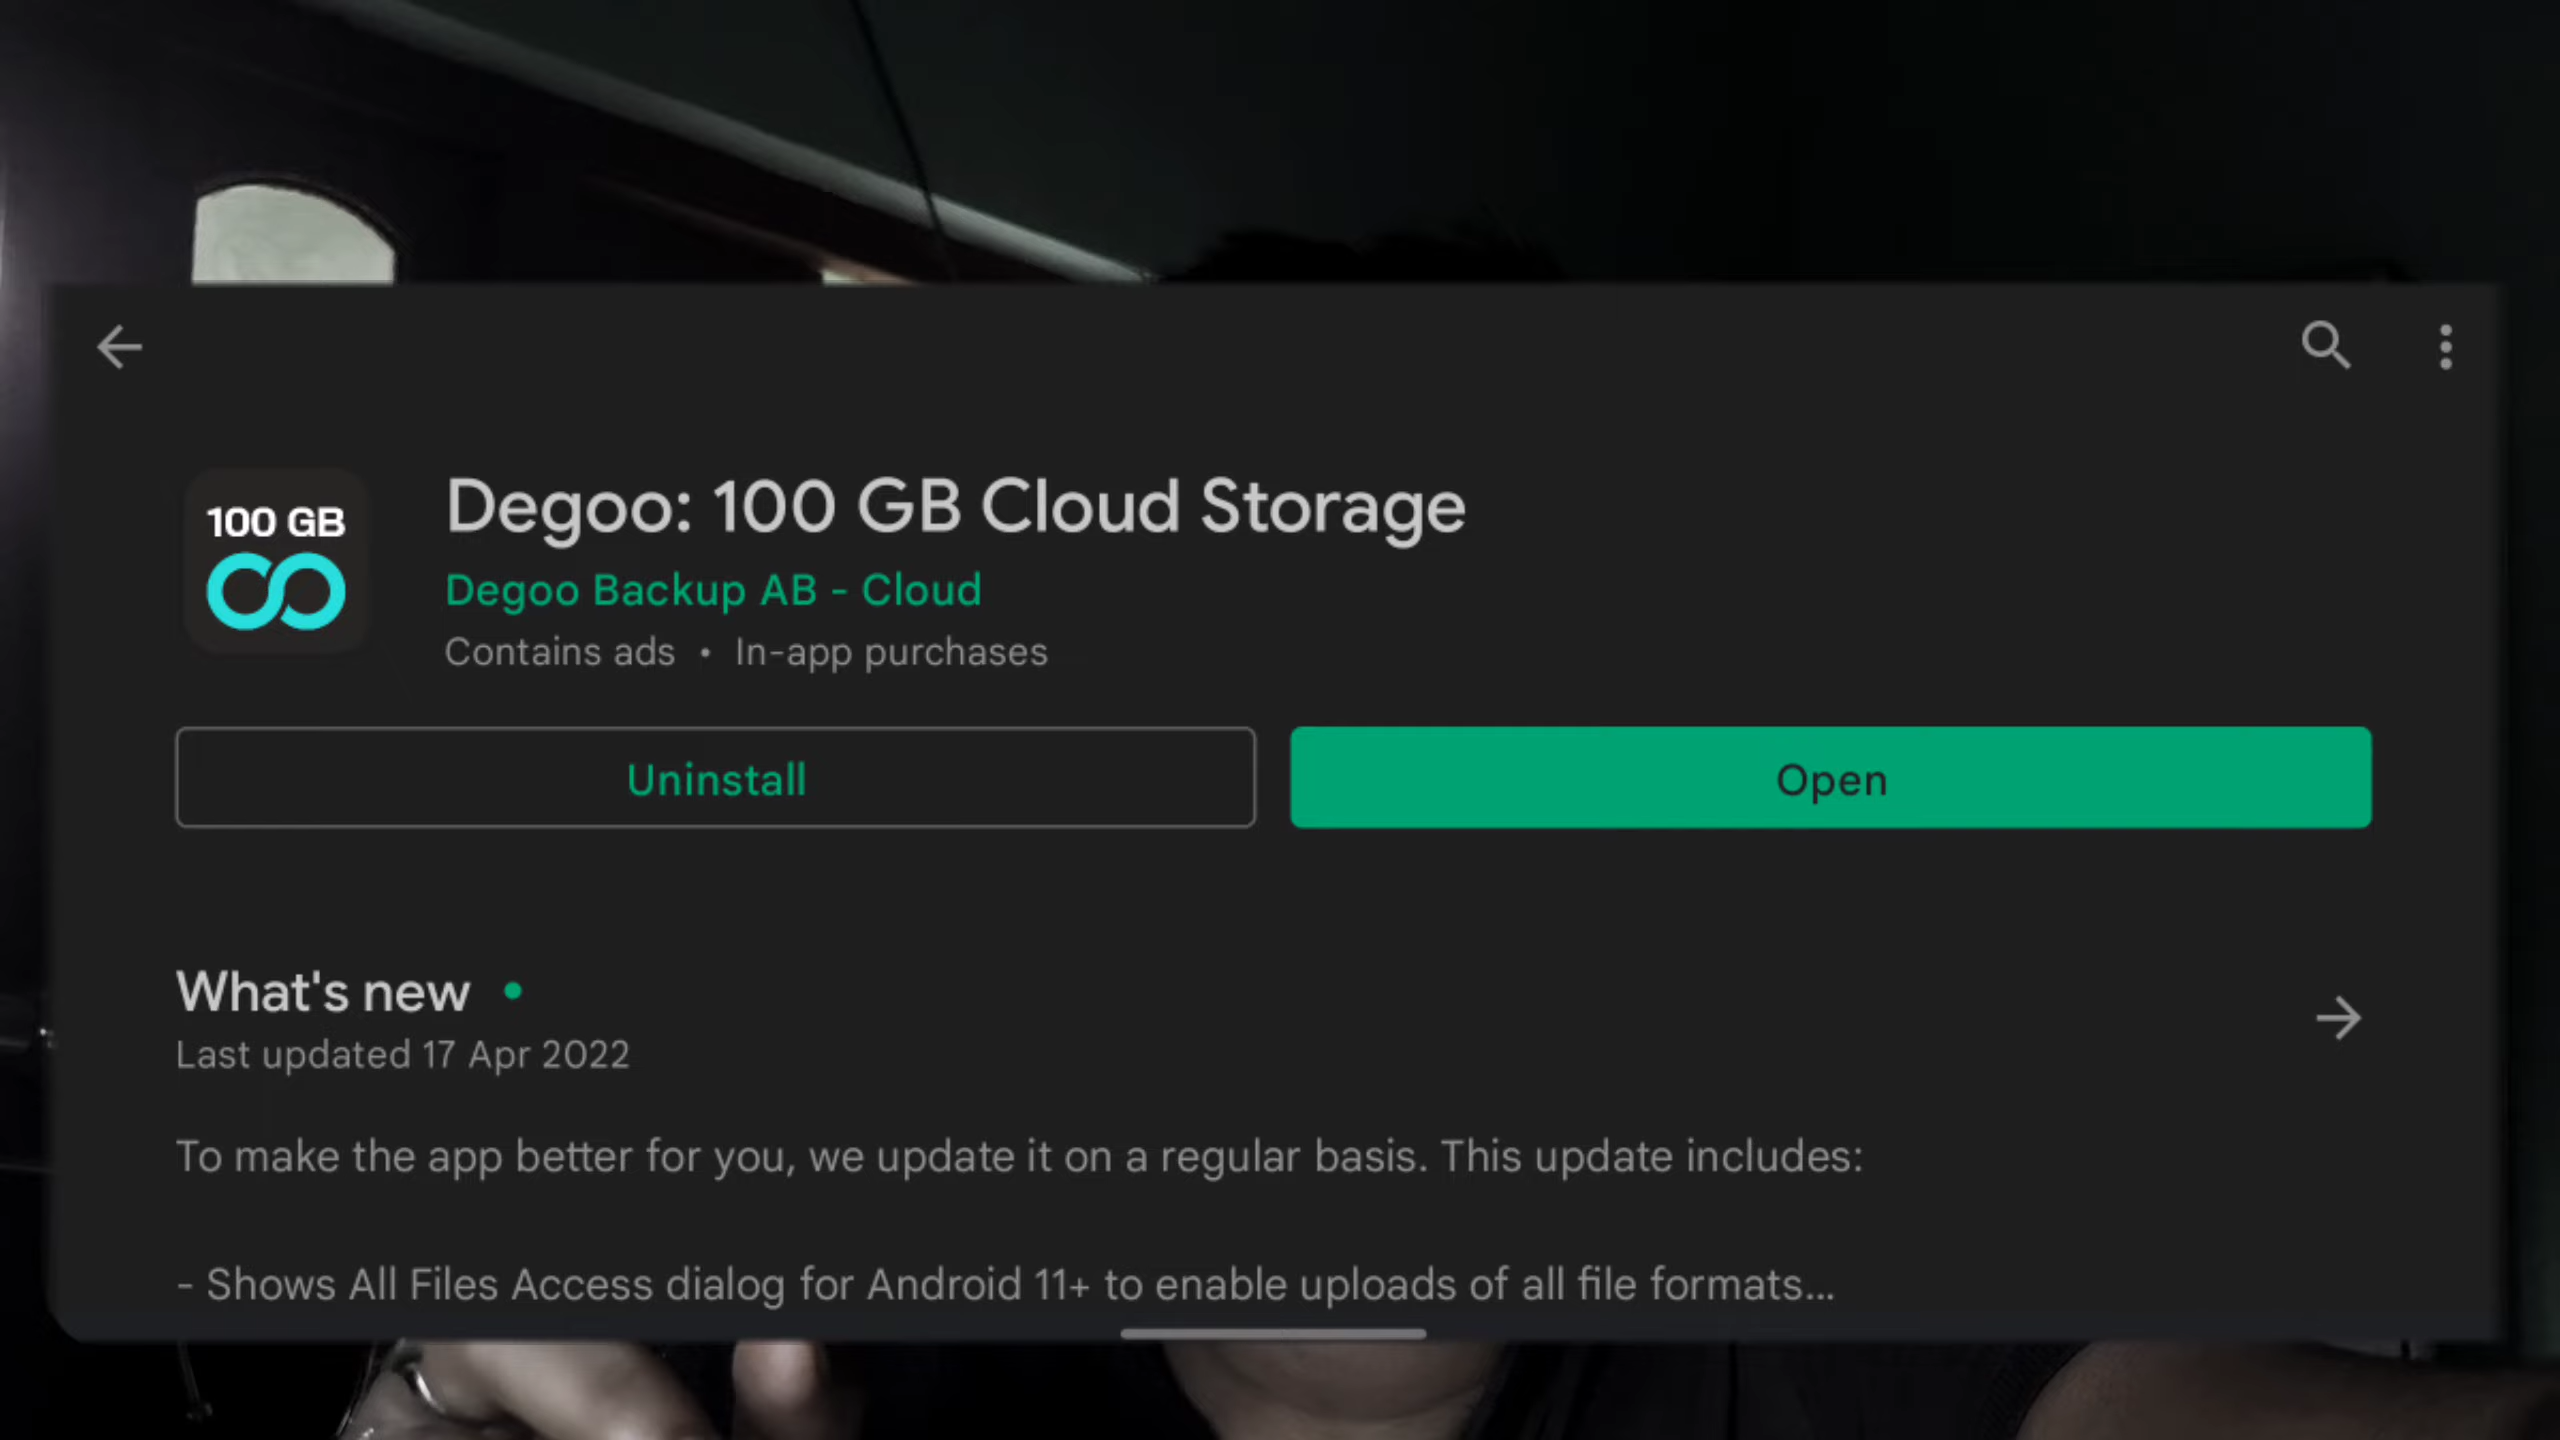 100 GB
Degoo: 100 GB Cloud Storage
Degoo Backup AB - Cloud
Contains ads • In-app purchases
Uninstall
Open
What's new
Last updated 17 Apr 2022
To make the app better for you, we update it on a regular basis. This update includes:
- Shows All Files Access dialog for Android 11+ to enable uploads of all file formats...